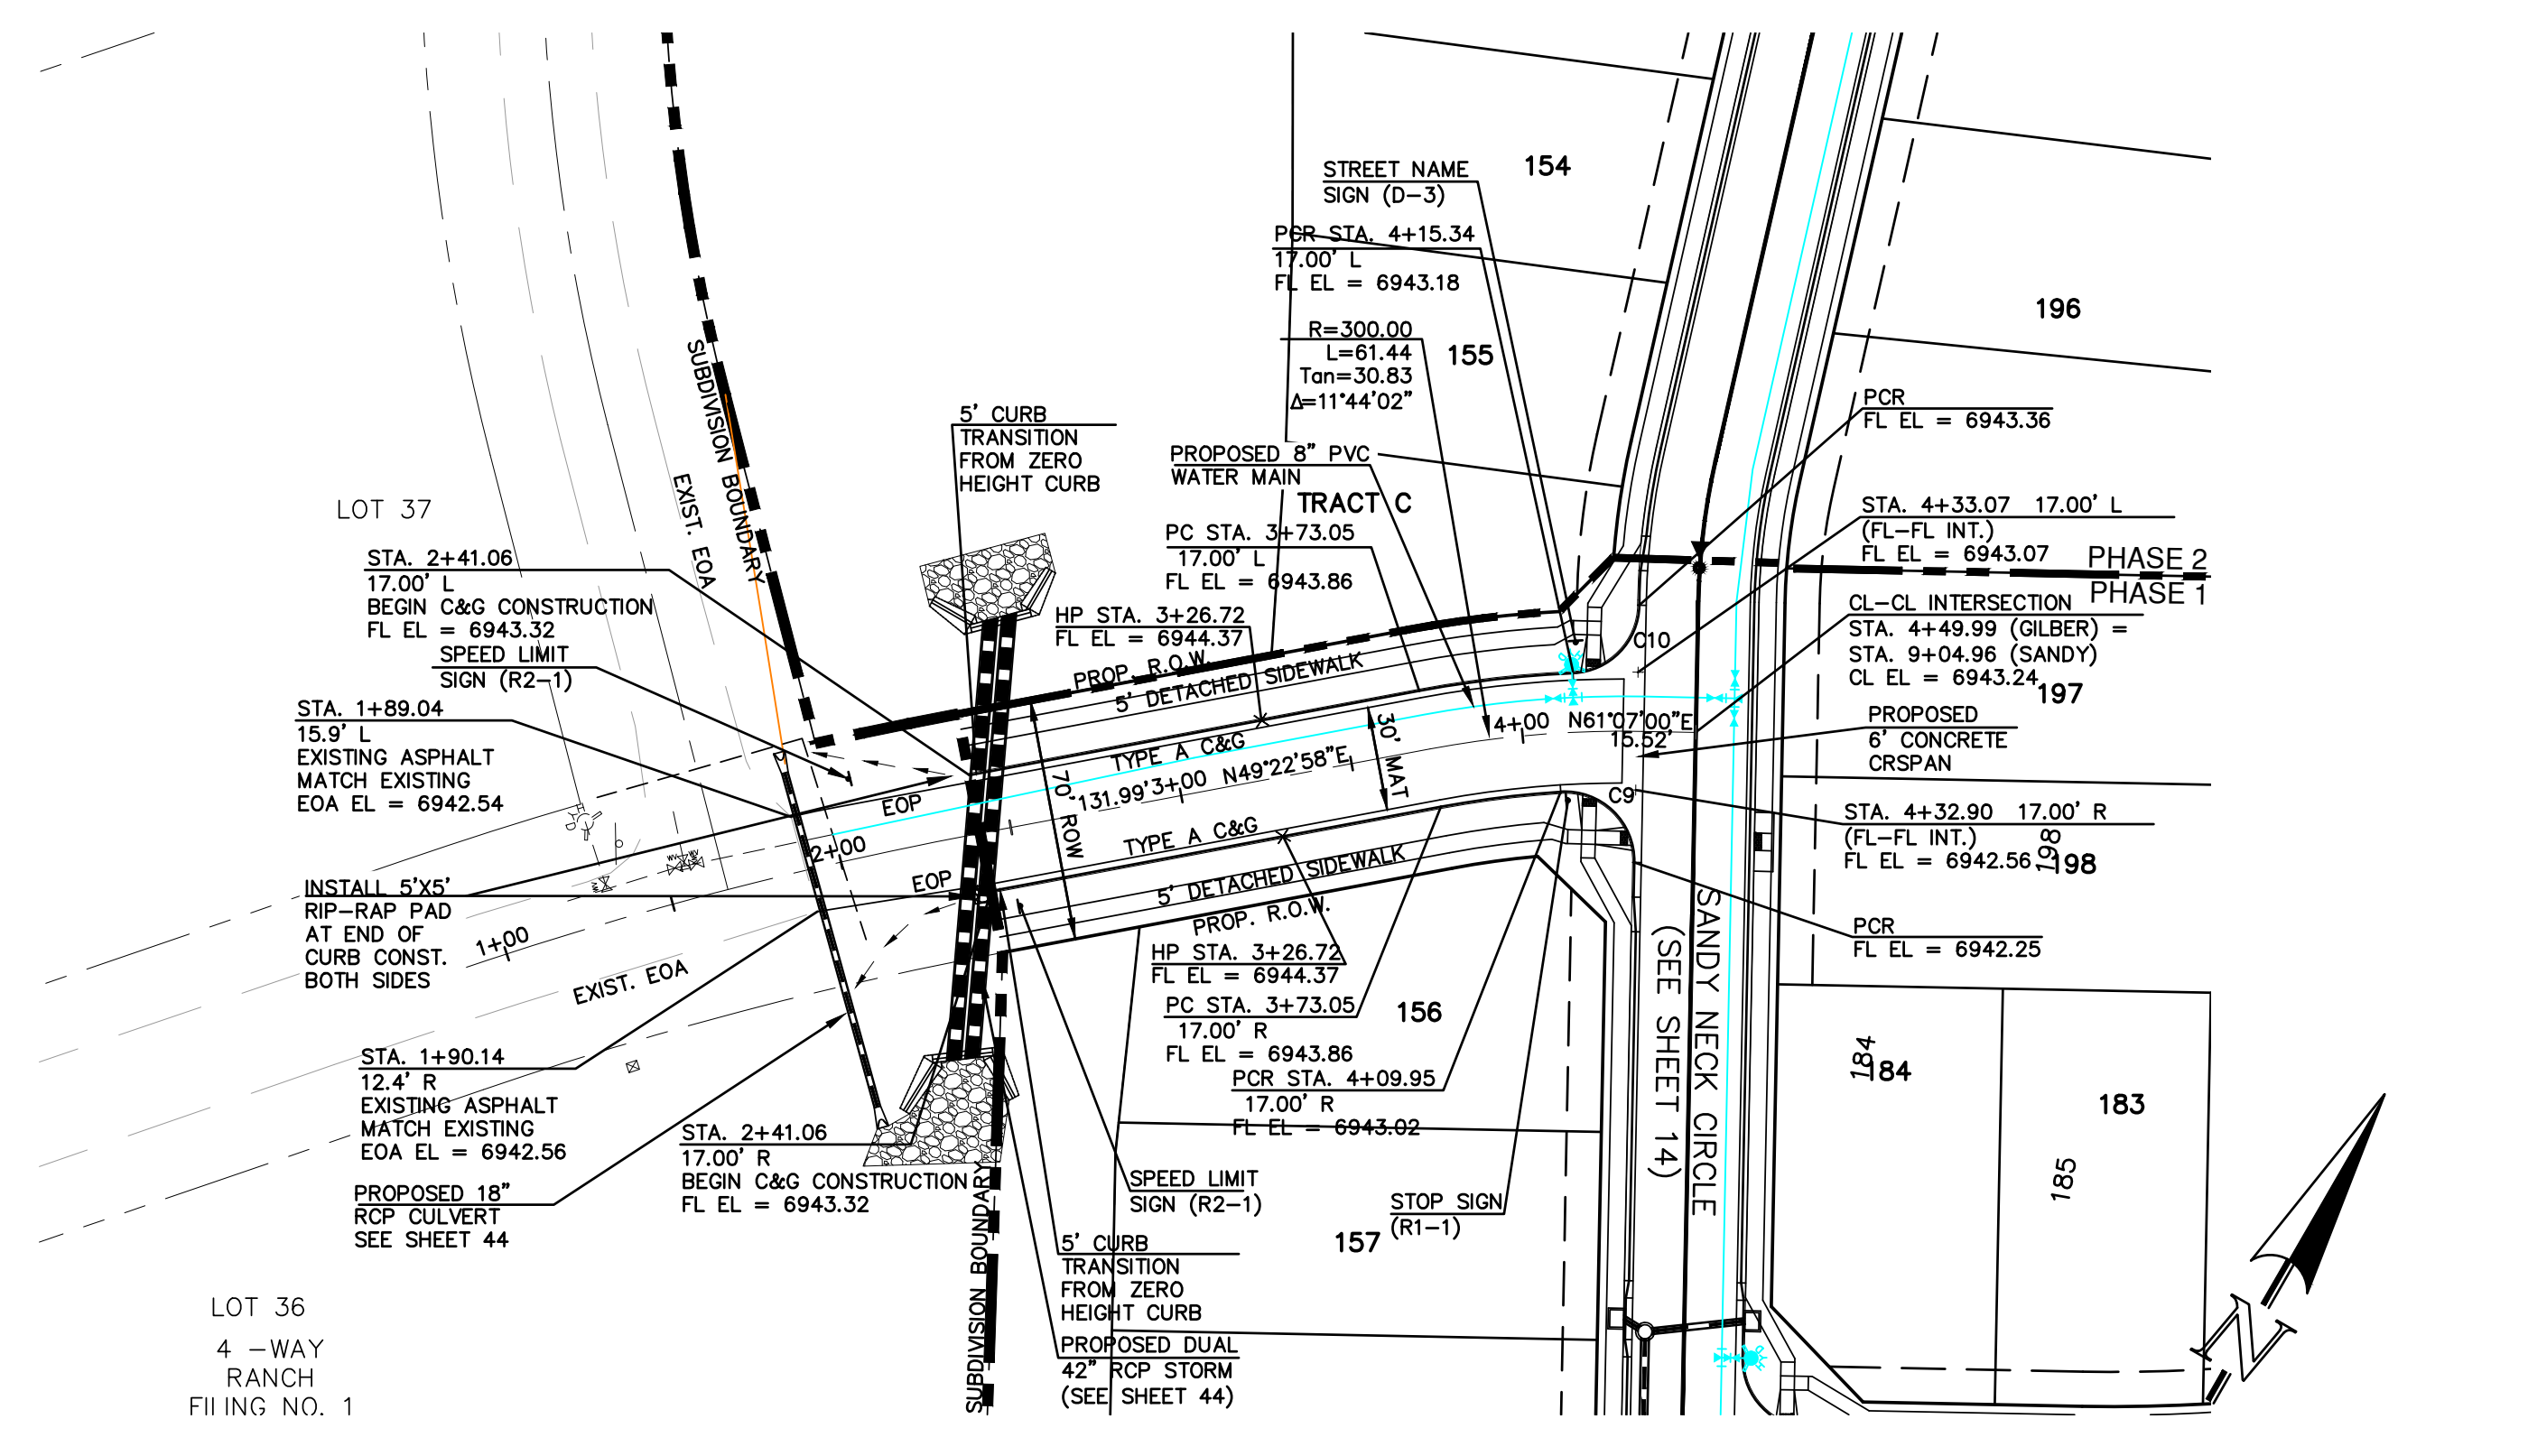 154
STREET NAME
SIGN (D-3)
PCR STA. 4+15.34
17.00' L
FL EL = 6943.18
196
R=300.00
L=61.44
Tan=30.83
Δ=11°44'02"
155
SUBDIVISION BOUNDARY
EXIST. EOA
5' CURB
TRANSITION
FROM ZERO
HEIGHT CURB
PROPOSED 8" PVC
WATER MAIN
TRACT C
PCR
FL EL = 6943.36
LOT 37
STA. 4+33.07 17.00' L
(FL-FL INT.)
FL EL = 6943.07
PHASE 2
PHASE 1
PC STA. 3+73.05
17.00' L
FL EL = 6943.86
STA. 2+41.06
17.00' L
BEGIN C&G CONSTRUCTION
FL EL = 6943.32
HP STA. 3+26.72
FL EL = 6944.37
CL-CL INTERSECTION
STA. 4+49.99 (GILBER) =
STA. 9+04.96 (SANDY)
CL EL = 6943.24
197
SPEED LIMIT
SIGN (R2-1)
PROP. R.O.W.
5' DETACHED SIDEWALK
C10
HYD
STA. 1+89.04
15.9' L
EXISTING ASPHALT
MATCH EXISTING
EOA EL = 6942.54
PROPOSED
6' CONCRETE
CRSPAN
TYPE A C&G
30' MAT
4+00
N61°07'00"E
15.52'
131.99'
3+00
N49°22'58"E
70' ROW
EOP
C9
HYD
WV
WV
2+00
TYPE A C&G
STA. 4+32.90 17.00' R
(FL-FL INT.)
FL EL = 6942.56
198
198
EOP
5' DETACHED SIDEWALK
PROP. R.O.W.
INSTALL 5'X5'
RIP-RAP PAD
AT END OF
CURB CONST.
BOTH SIDES
1+00
EXIST. EOA
PCR
FL EL = 6942.25
SANDY NECK CIRCLE
(SEE SHEET 14)
HP STA. 3+26.72
FL EL = 6944.37
PC STA. 3+73.05
17.00' R
FL EL = 6943.86
156
STA. 1+90.14
12.4' R
EXISTING ASPHALT
MATCH EXISTING
EOA EL = 6942.56
PCR STA. 4+09.95
17.00' R
FL EL = 6943.02
184
184
183
185
STA. 2+41.06
17.00' R
BEGIN C&G CONSTRUCTION
FL EL = 6943.32
PROPOSED 18"
RCP CULVERT
SEE SHEET 44
SUBDIVISION BOUNDARY
SPEED LIMIT
SIGN (R2-1)
STOP SIGN
(R1-1)
157
5' CURB
TRANSITION
FROM ZERO
HEIGHT CURB
PROPOSED DUAL
42" RCP STORM
(SEE SHEET 44)
HYD
LOT 36
4 -WAY
RANCH
FILING NO. 1
N